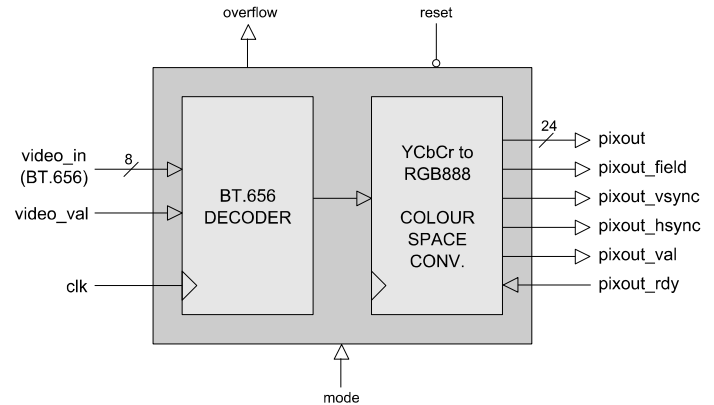 overflow
reset
video_in
(BT.656)
8
video_val
clk
BT.656
DECODER
YCbCr to
RGB888
COLOUR
SPACE
CONV.
24
pixout
pixout_field
pixout_vsync
pixout_hsync
pixout_val
pixout_rdy
mode